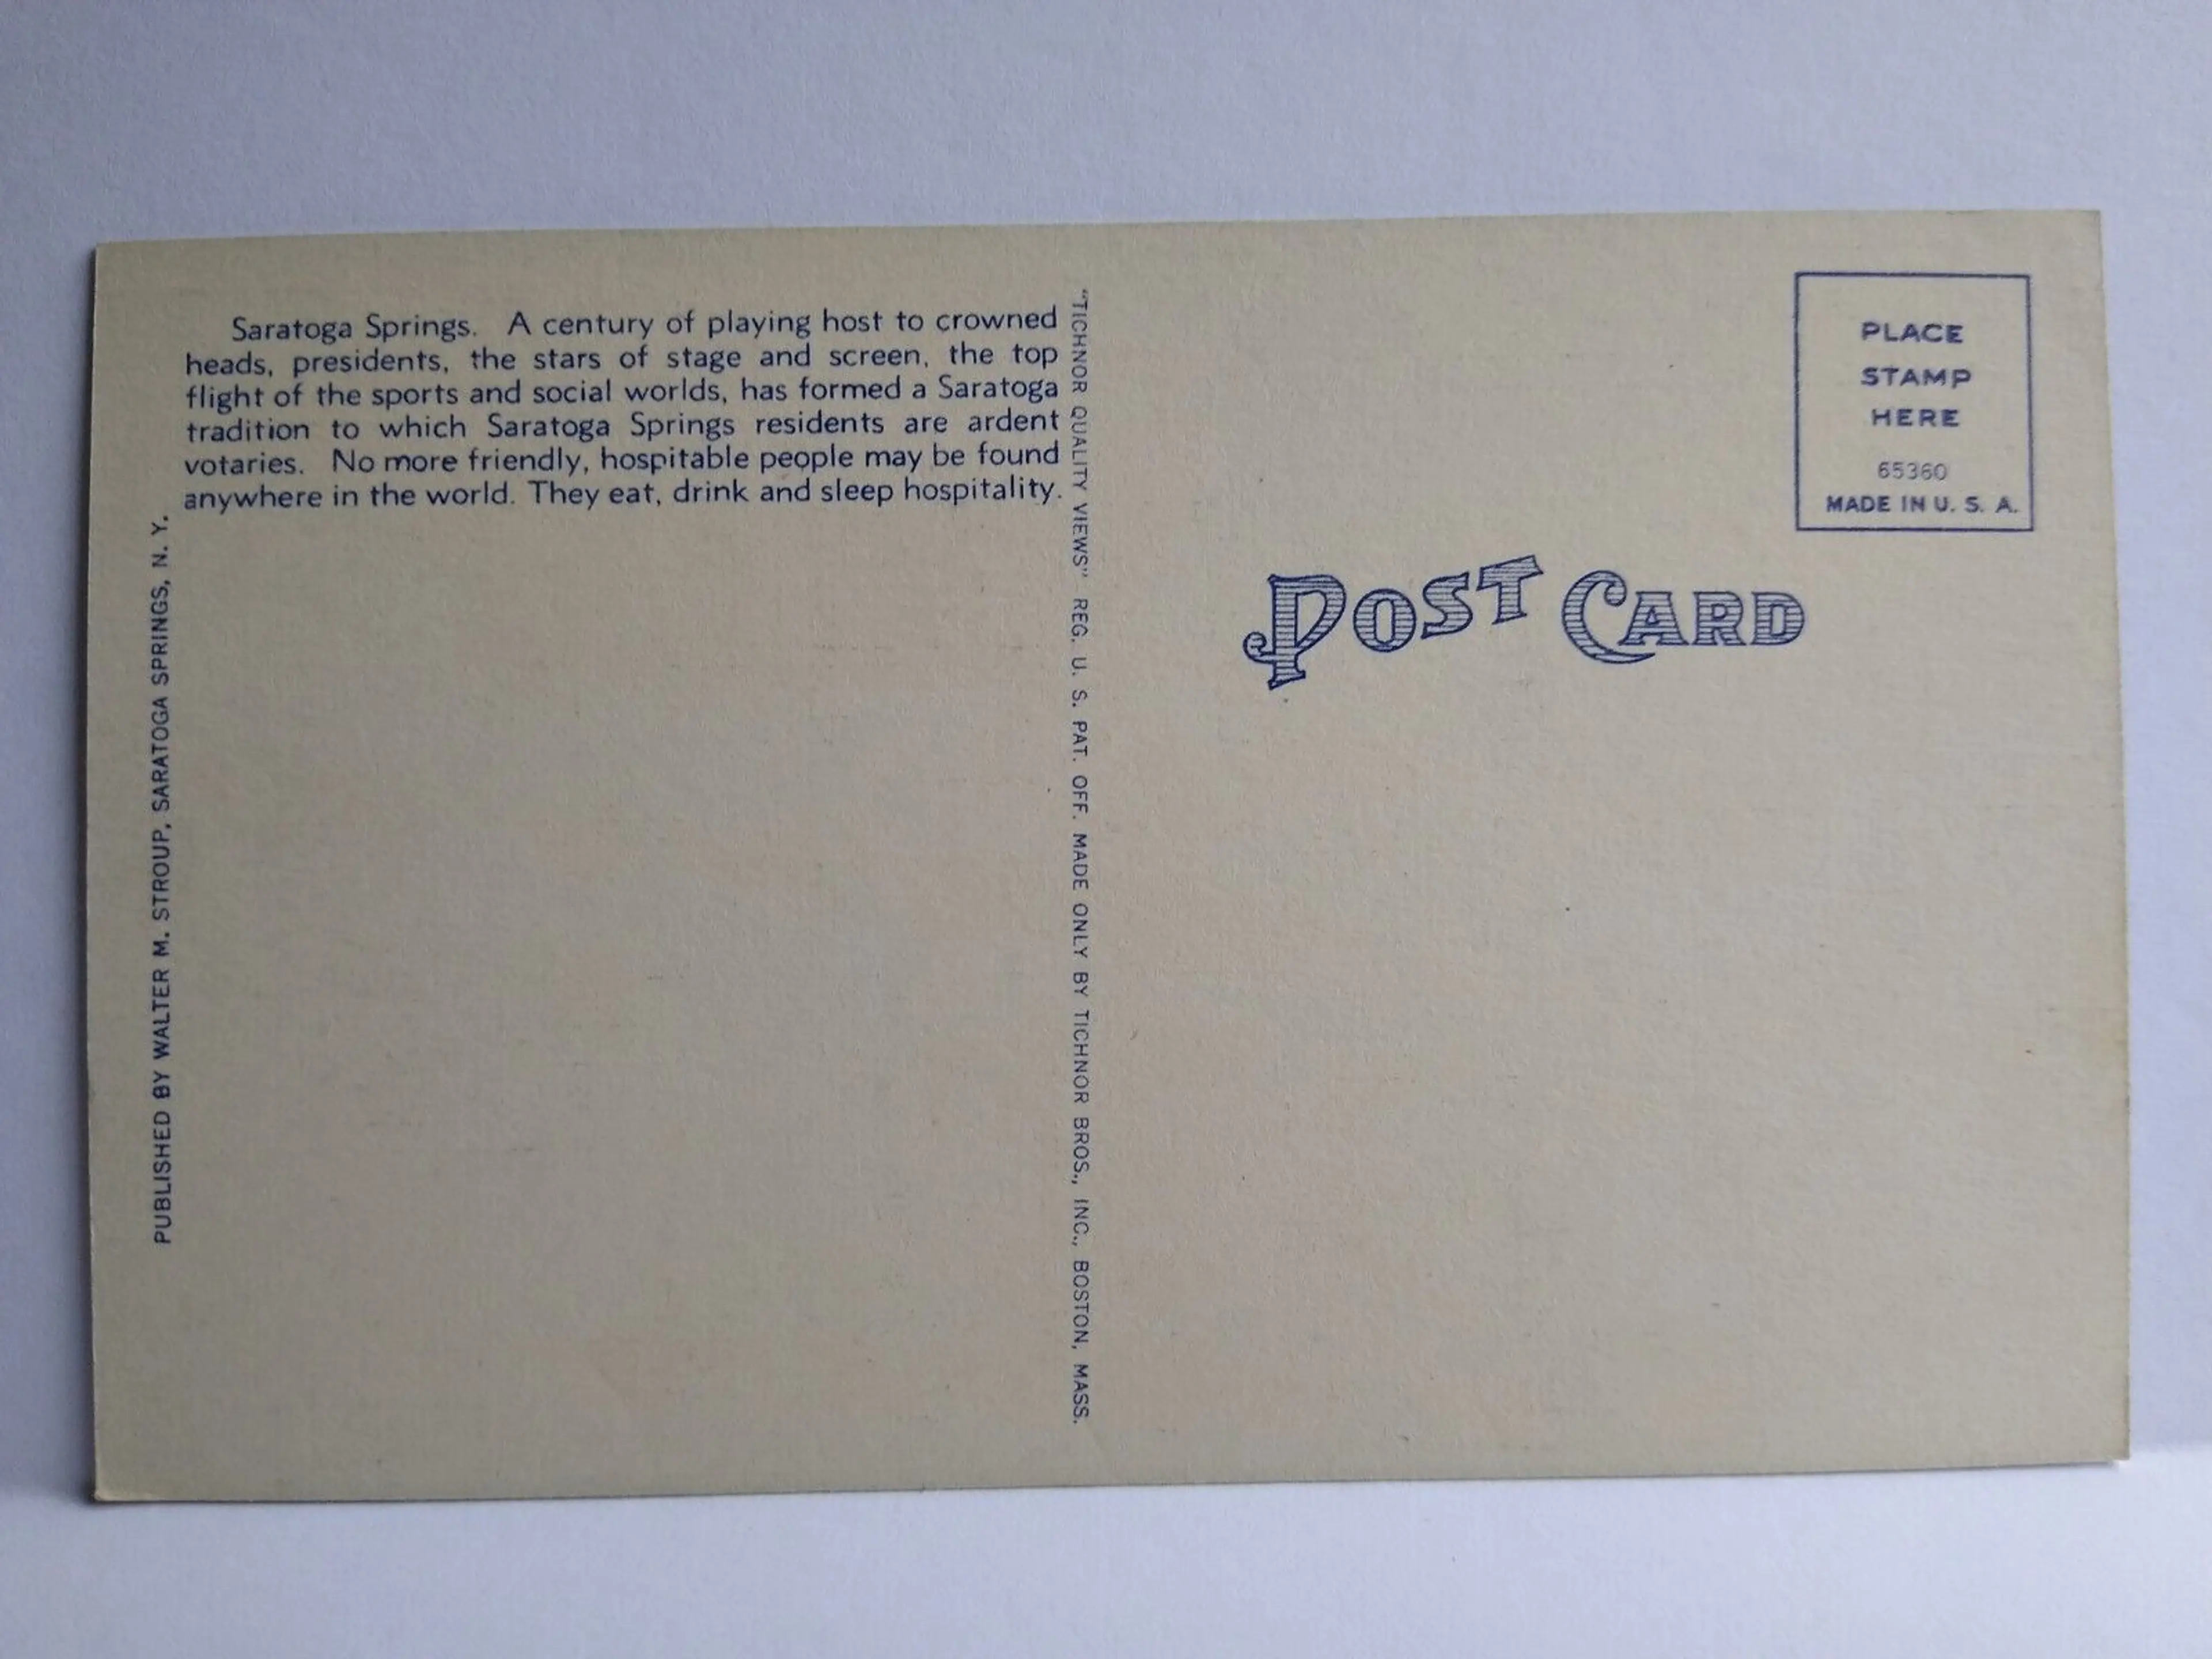 Saratoga Springs. A century of playing host to crowned
heads, presidents, the stars of stage and screen, the top
flight of the sports and social worlds, has formed a Saratoga
tradition to which Saratoga Springs residents are ardent
votaries. No more friendly, hospitable people may be found
anywhere in the world. They eat, drink and sleep hospitality.
PUBLISHED BY WALTER M. STROUP, SARATOGA SPRINGS, N. Y.
"TICHNOR QUALITY VIEWS" REG. U. S. PAT. OFF. MADE ONLY BY TICHNOR BROS., INC., BOSTON, MASS.
POST CARD
PLACE
STAMP
HERE
65360
MADE IN U. S. A.